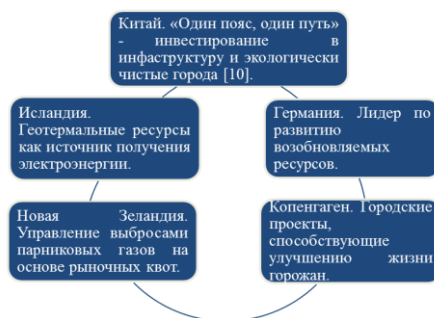 Китай. «Один пояс, один путь»
- инвестирование в
инфаструктуру и экологически
чистые города [10].
Исландия.
Геотермальные ресурсы
как источник получения
электроэнергии.
Германия. Лидер по
развитию
возобновляемых
ресурсов.
Новая Зеландия.
Управление выбросами
парниковых газов на
основе рыночных квот.
Копенгаген. Городские
проекты,
способствующие
улучшению жизни
горожан.